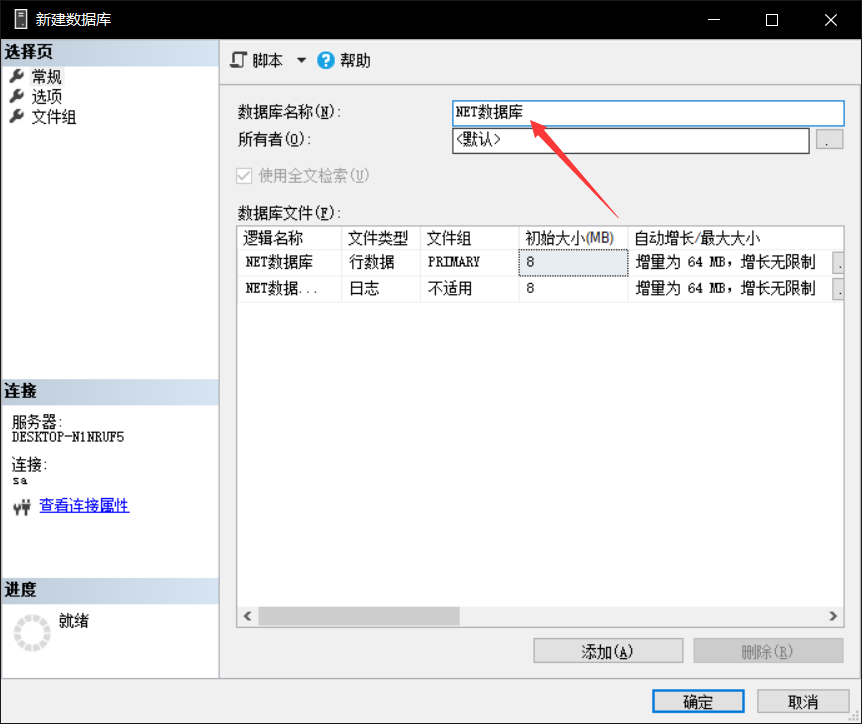 新建数据库
选择页
常规
选项
文件组
脚本 帮助
数据库名称(N): NET数据库
所有者(O): <默认>
使用全文检索(U)
数据库文件(F):
逻辑名称 文件类型 文件组 初始大小(MB) 自动增长/最大大小
NET数据库 行数据 PRIMARY 8 增量为 64 MB，增长无限制
NET数据... 日志 不适用 8 增量为 64 MB，增长无限制
连接
服务器:
DESKTOP-N1NRUF5
连接:
sa
查看连接属性
进度
就绪
添加(A) 删除(R)
确定 取消